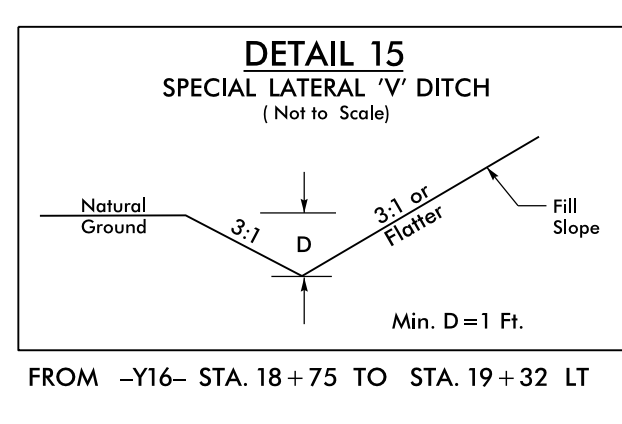 DETAIL 15
SPECIAL LATERAL 'V' DITCH
( Not to Scale)
Natural
Ground
3:1
D
3:1 or
Flatter
Fill
Slope
Min. D=1 Ft.
FROM -Y16- STA. 18+75 TO STA. 19+32 LT